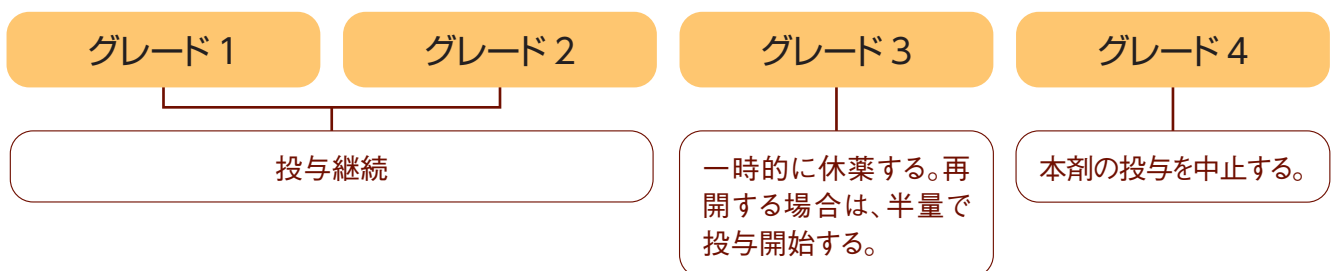 グレード 1
グレード 2
グレード 3
グレード 4
投与継続
一時的に休薬する。再
開する場合は、半量で
投与開始する。
本剤の投与を中止する。